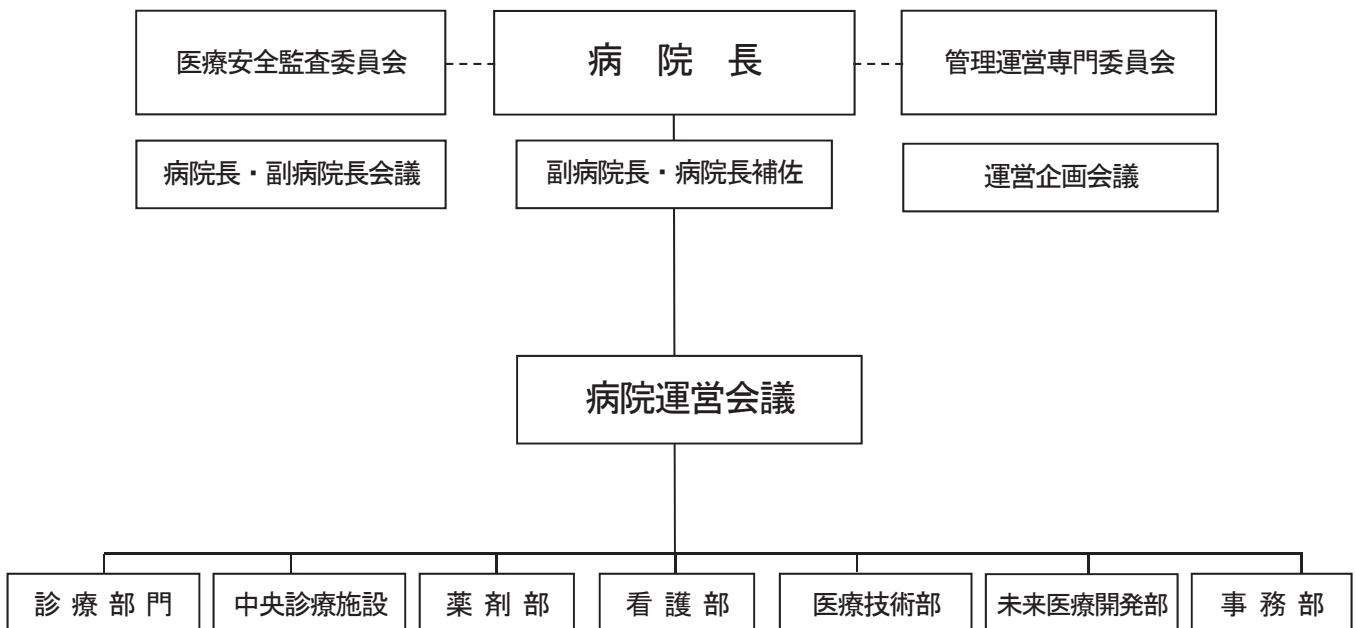 医療安全監査委員会
病 院 長
管理運営専門委員会
病院長・副病院長会議
副病院長・病院長補佐
運営企画会議
病院運営会議
診 療 部 門
中央診療施設
薬 剤 部
看 護 部
医療技術部
未来医療開発部
事 務 部